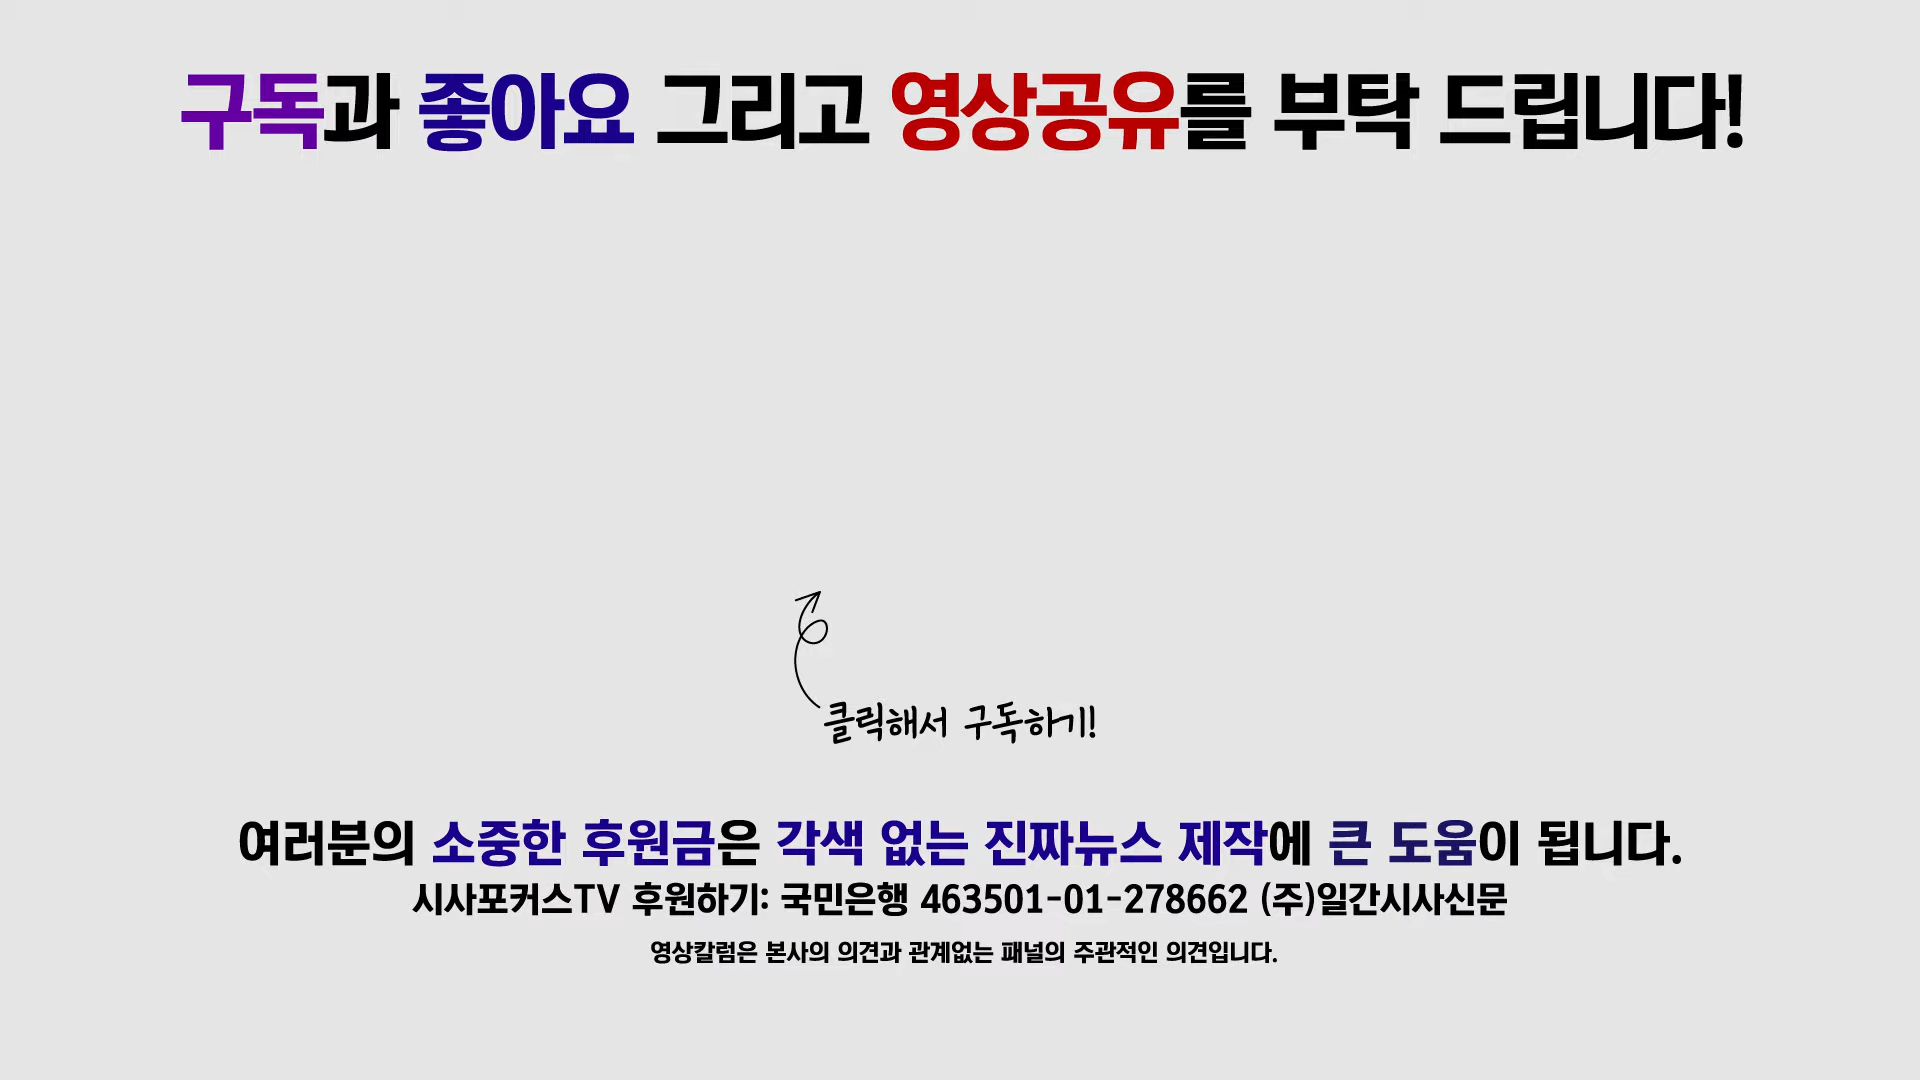 구독과 좋아요 그리고 영상공유를 부탁 드립니다!
클릭해서 구독하기!
여러분의 소중한 후원금은 각색 없는 진짜뉴스 제작에 큰 도움이 됩니다.
시사포커스TV 후원하기: 국민은행 463501-01-278662 (주)일간시사신문
영상칼럼은 본사의 의견과 관계없는 패널의 주관적인 의견입니다.